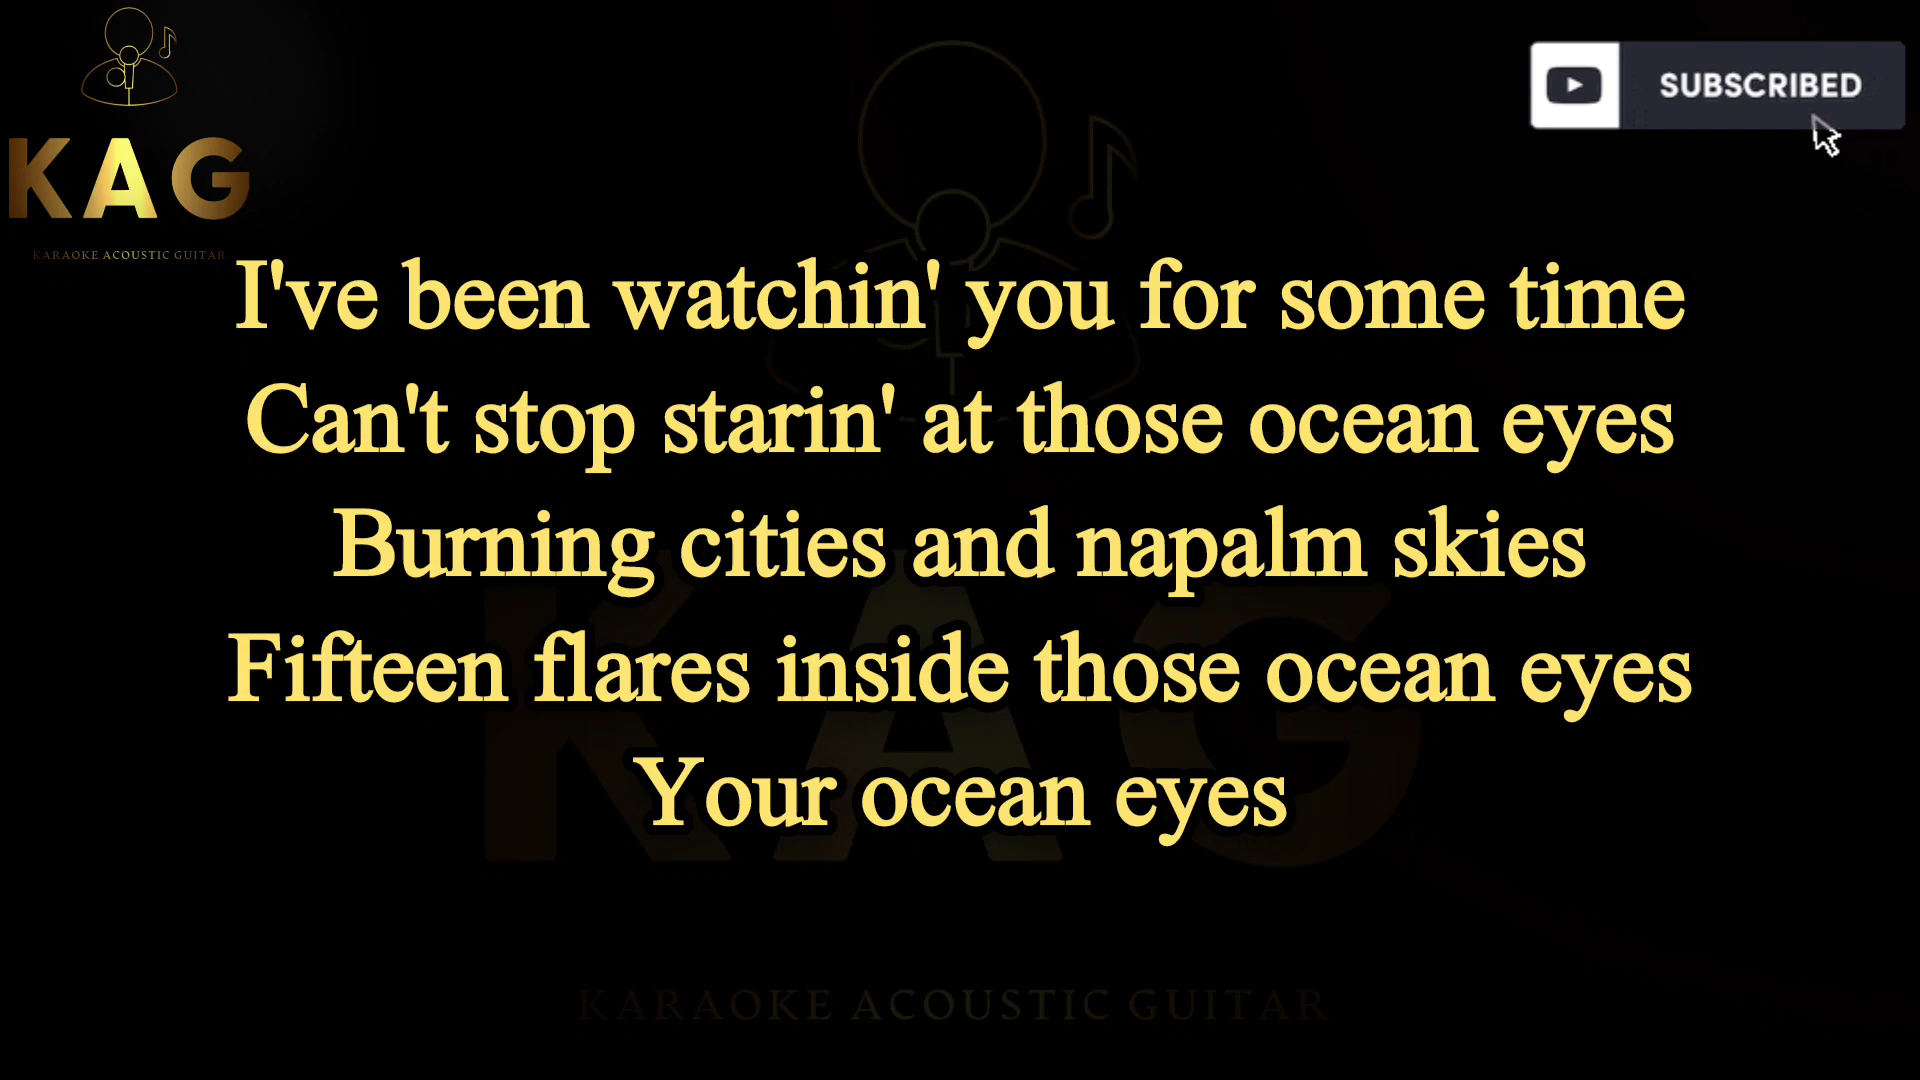 KAG
KARAOKE ACOUSTIC GUITAR
SUBSCRIBED
I've been watchin' you for some time
Can't stop starin' at those ocean eyes
Burning cities and napalm skies
Fifteen flares inside those ocean eyes
Your ocean eyes
KAG
KARAOKE ACOUSTIC GUITAR